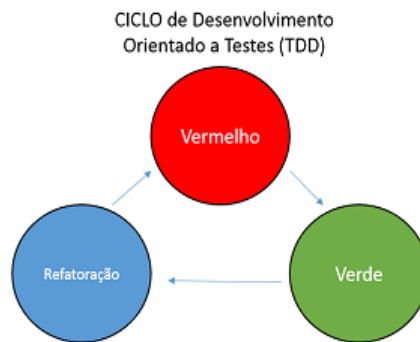 CICLO de Desenvolvimento
Orientado a Testes (TDD)
Vermelho
Refatoração
Verde